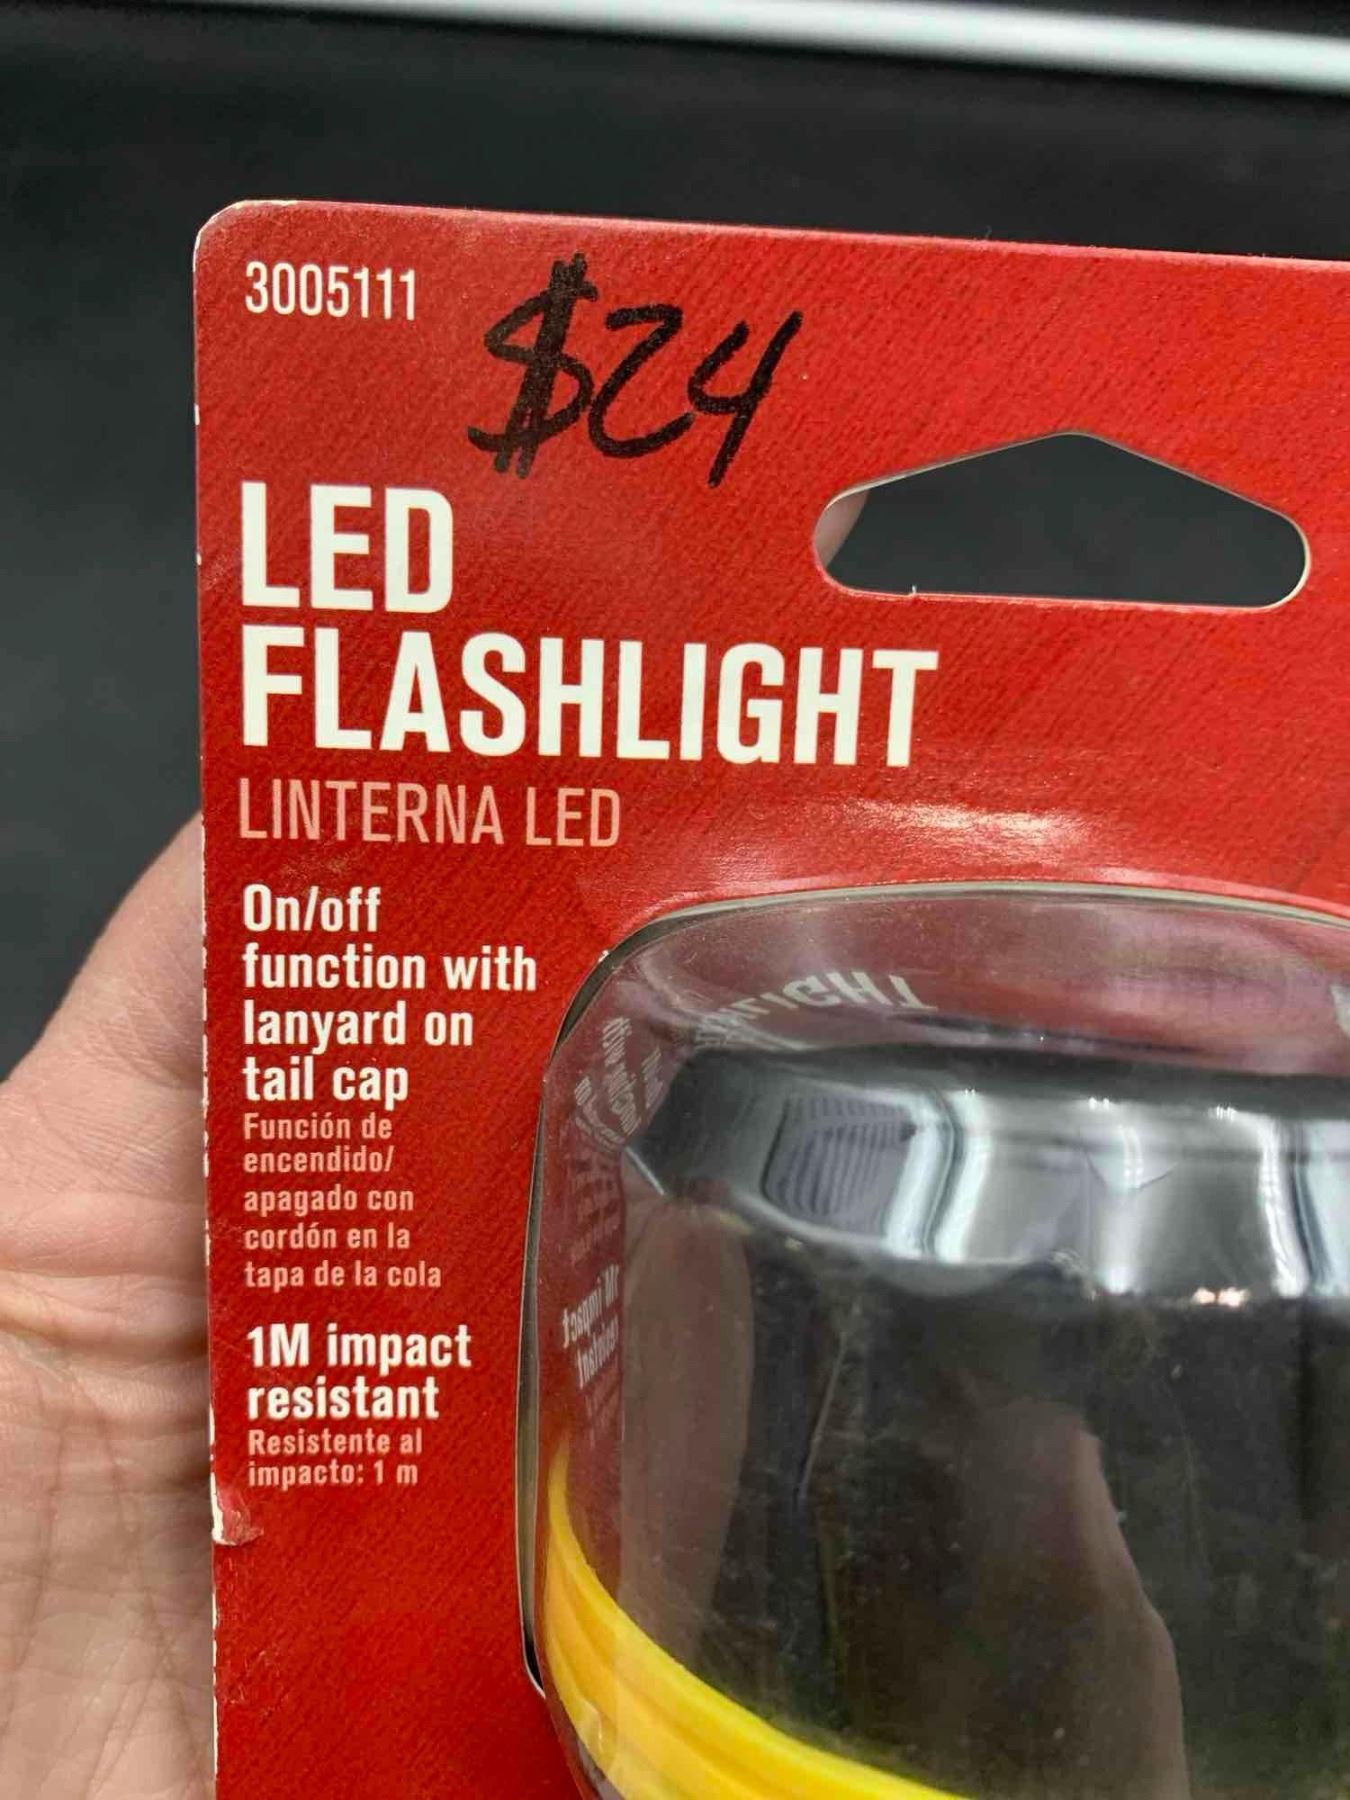 3005111
$24
LED
FLASHLIGHT
LINTERNA LED
On/off
function with
lanyard on
tail cap
Función de
encendido/
apagado con
cordón en la
tapa de la cola
1M impact
resistant
Resistente al
impacto: 1 m